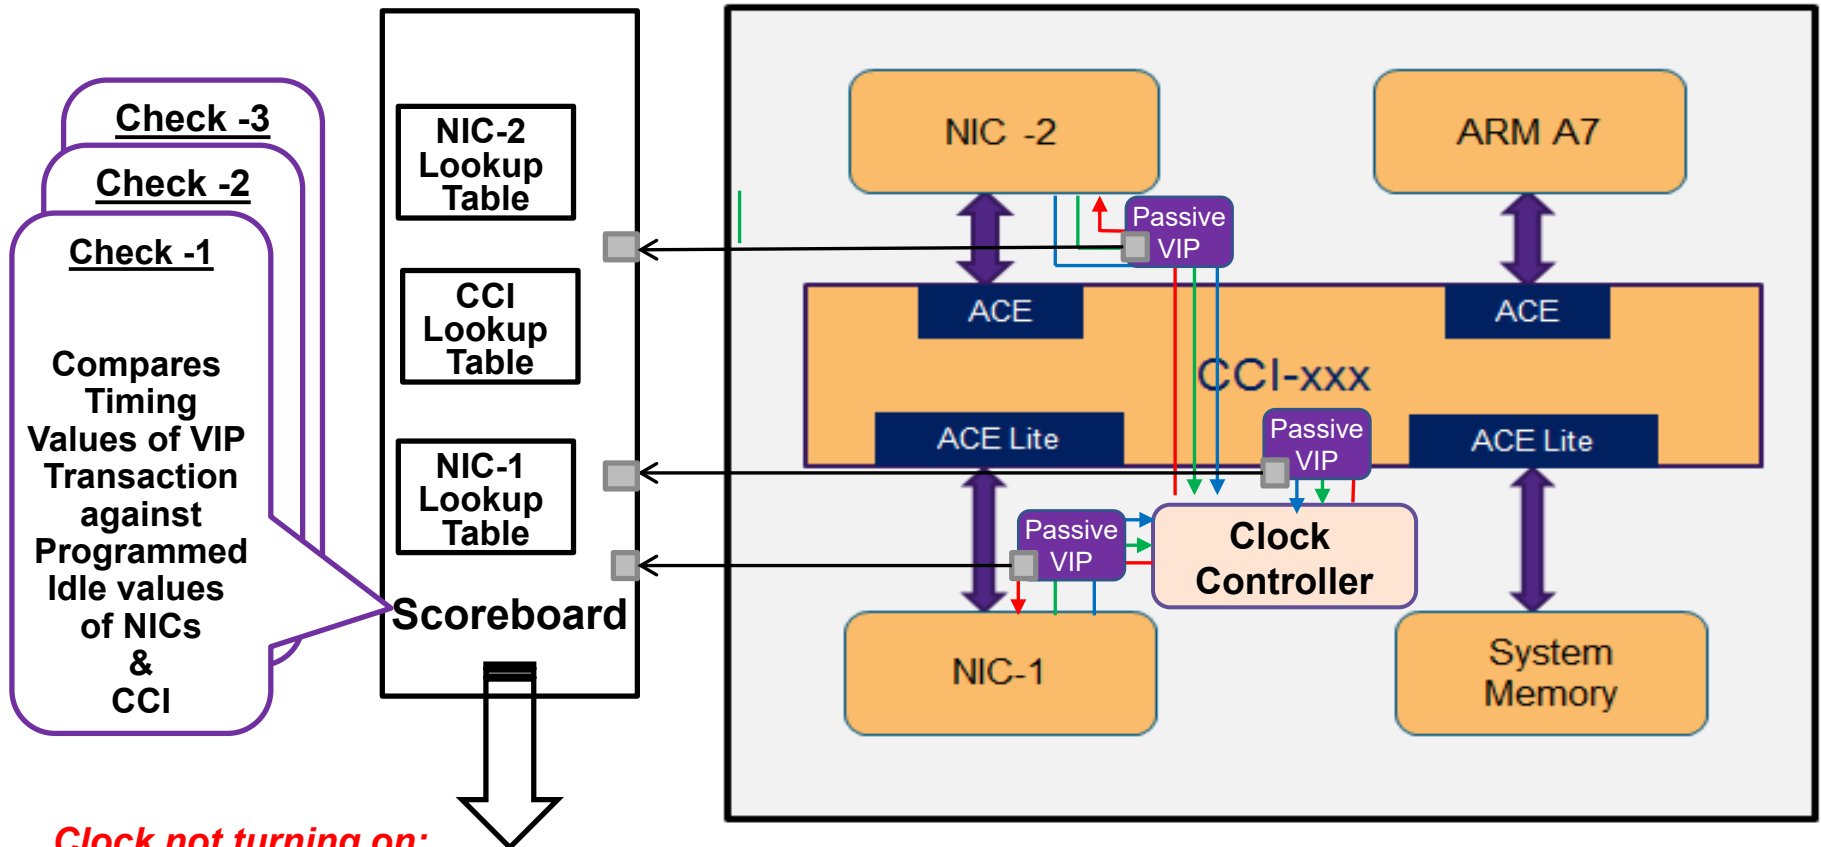 Check -3
Check -2
Check -1
Compares
Timing
Values of VIP
Transaction
against
Programmed
Idle values
of NICs
&
CCI
NIC-2
Lookup
Table
CCI
Lookup
Table
NIC-1
Lookup
Table
Scoreboard
Clock not turning on:
NIC -2
ARM A7
Passive
VIP
ACE
ACE
CCI-xxx
ACE Lite
Passive
VIP
ACE Lite
Passive
VIP
Clock
Controller
NIC-1
System
Memory